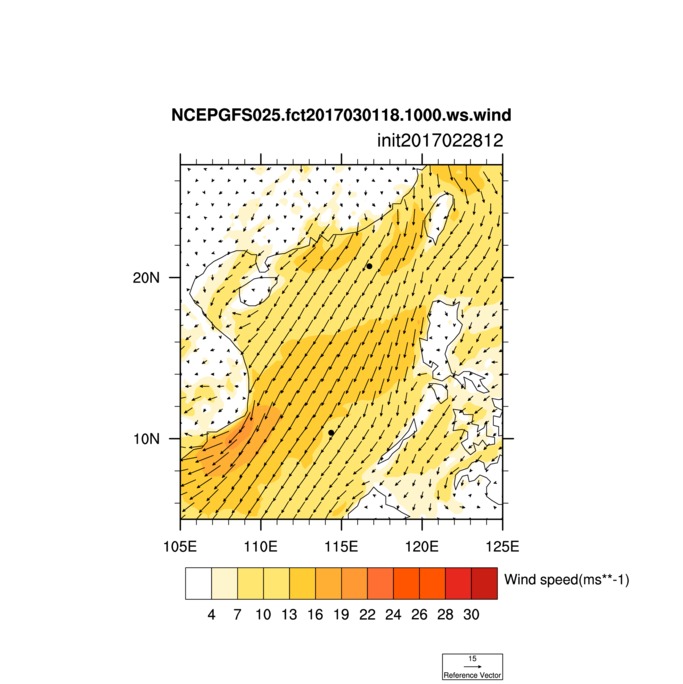 NCEPGFS025.fct2017030118.1000.ws.wind
init2017022812
20N
10N
105E 110E 115E 120E 125E
Wind speed(ms**-1)
4 7 10 13 16 19 22 24 26 28 30
15
Reference Vector